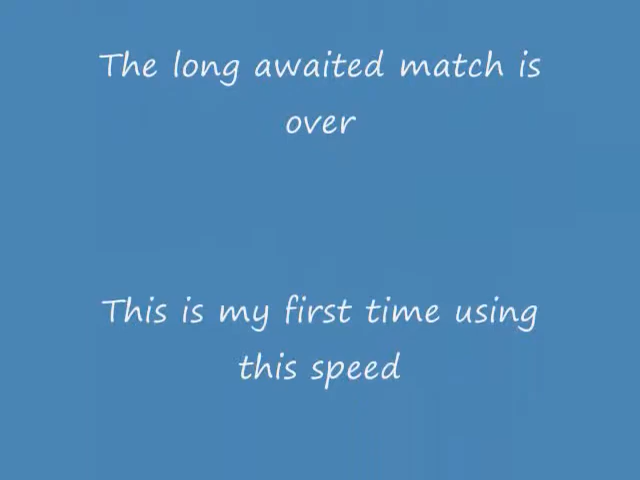 The long awaited match is
over
This is my first time using
this speed